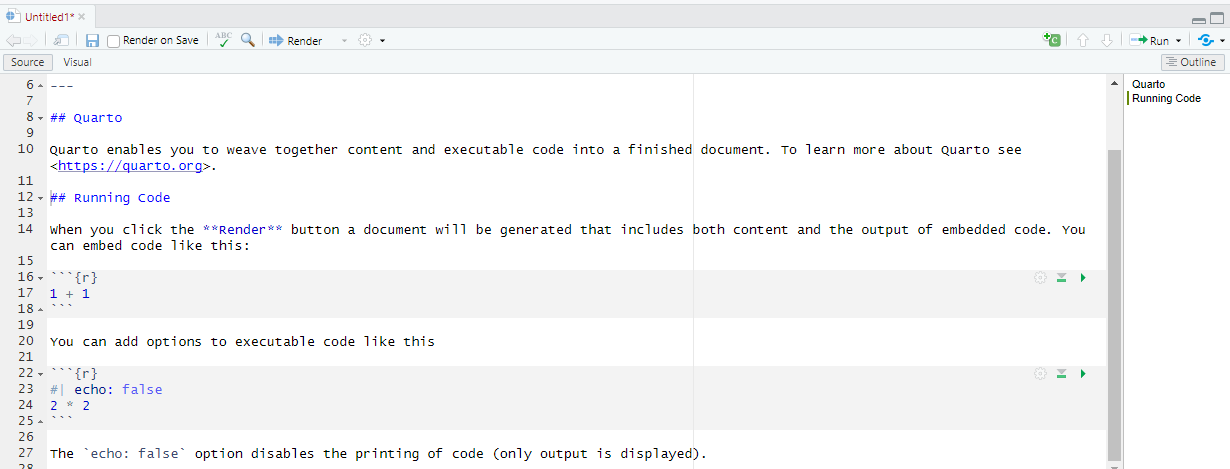 Untitled1*
Render on Save ABC Render Run
Source Visual Outline
6 ---
7
8 ## Quarto
9
10 Quarto enables you to weave together content and executable code into a finished document. To learn more about Quarto see
<https://quarto.org>.
11
12 ## Running Code
13
14 When you click the **Render** button a document will be generated that includes both content and the output of embedded code. You
can embed code like this:
15
16 ```{r}
17 1 + 1
18 ```
19
20 You can add options to executable code like this
21
22 ```{r}
23 #| echo: false
24 2 * 2
25 ```
26
27 The `echo: false` option disables the printing of code (only output is displayed).
28
Quarto
Running Code